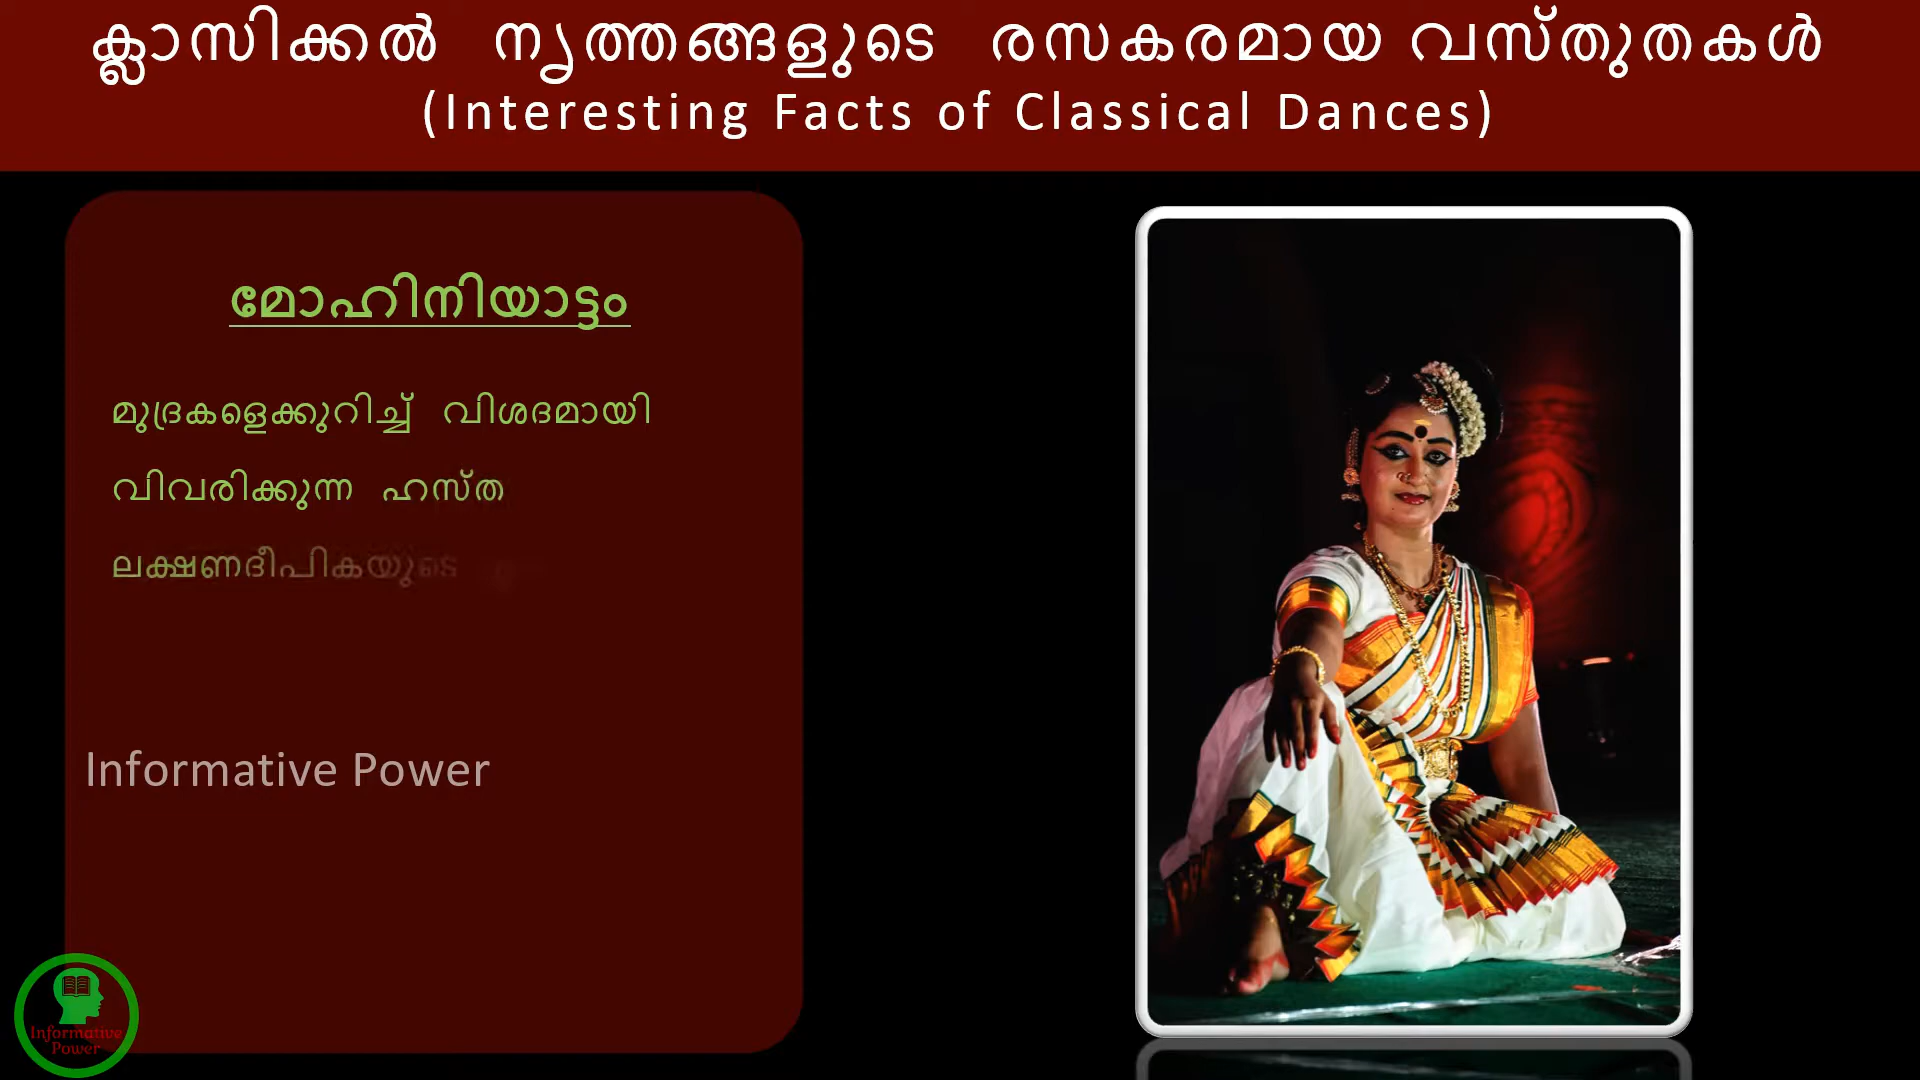 ക്ലാസിക്കൽ നൃത്തങ്ങളുടെ രസകരമായ വസ്തുതകൾ
(Interesting Facts of Classical Dances)
മോഹിനിയാട്ടം
മുദ്രകളെക്കുറിച്ച് വിശദമായി
വിവരിക്കുന്ന ഹസ്ത
ലക്ഷണദീപികയുടെ
Informative Power
Informative
Power